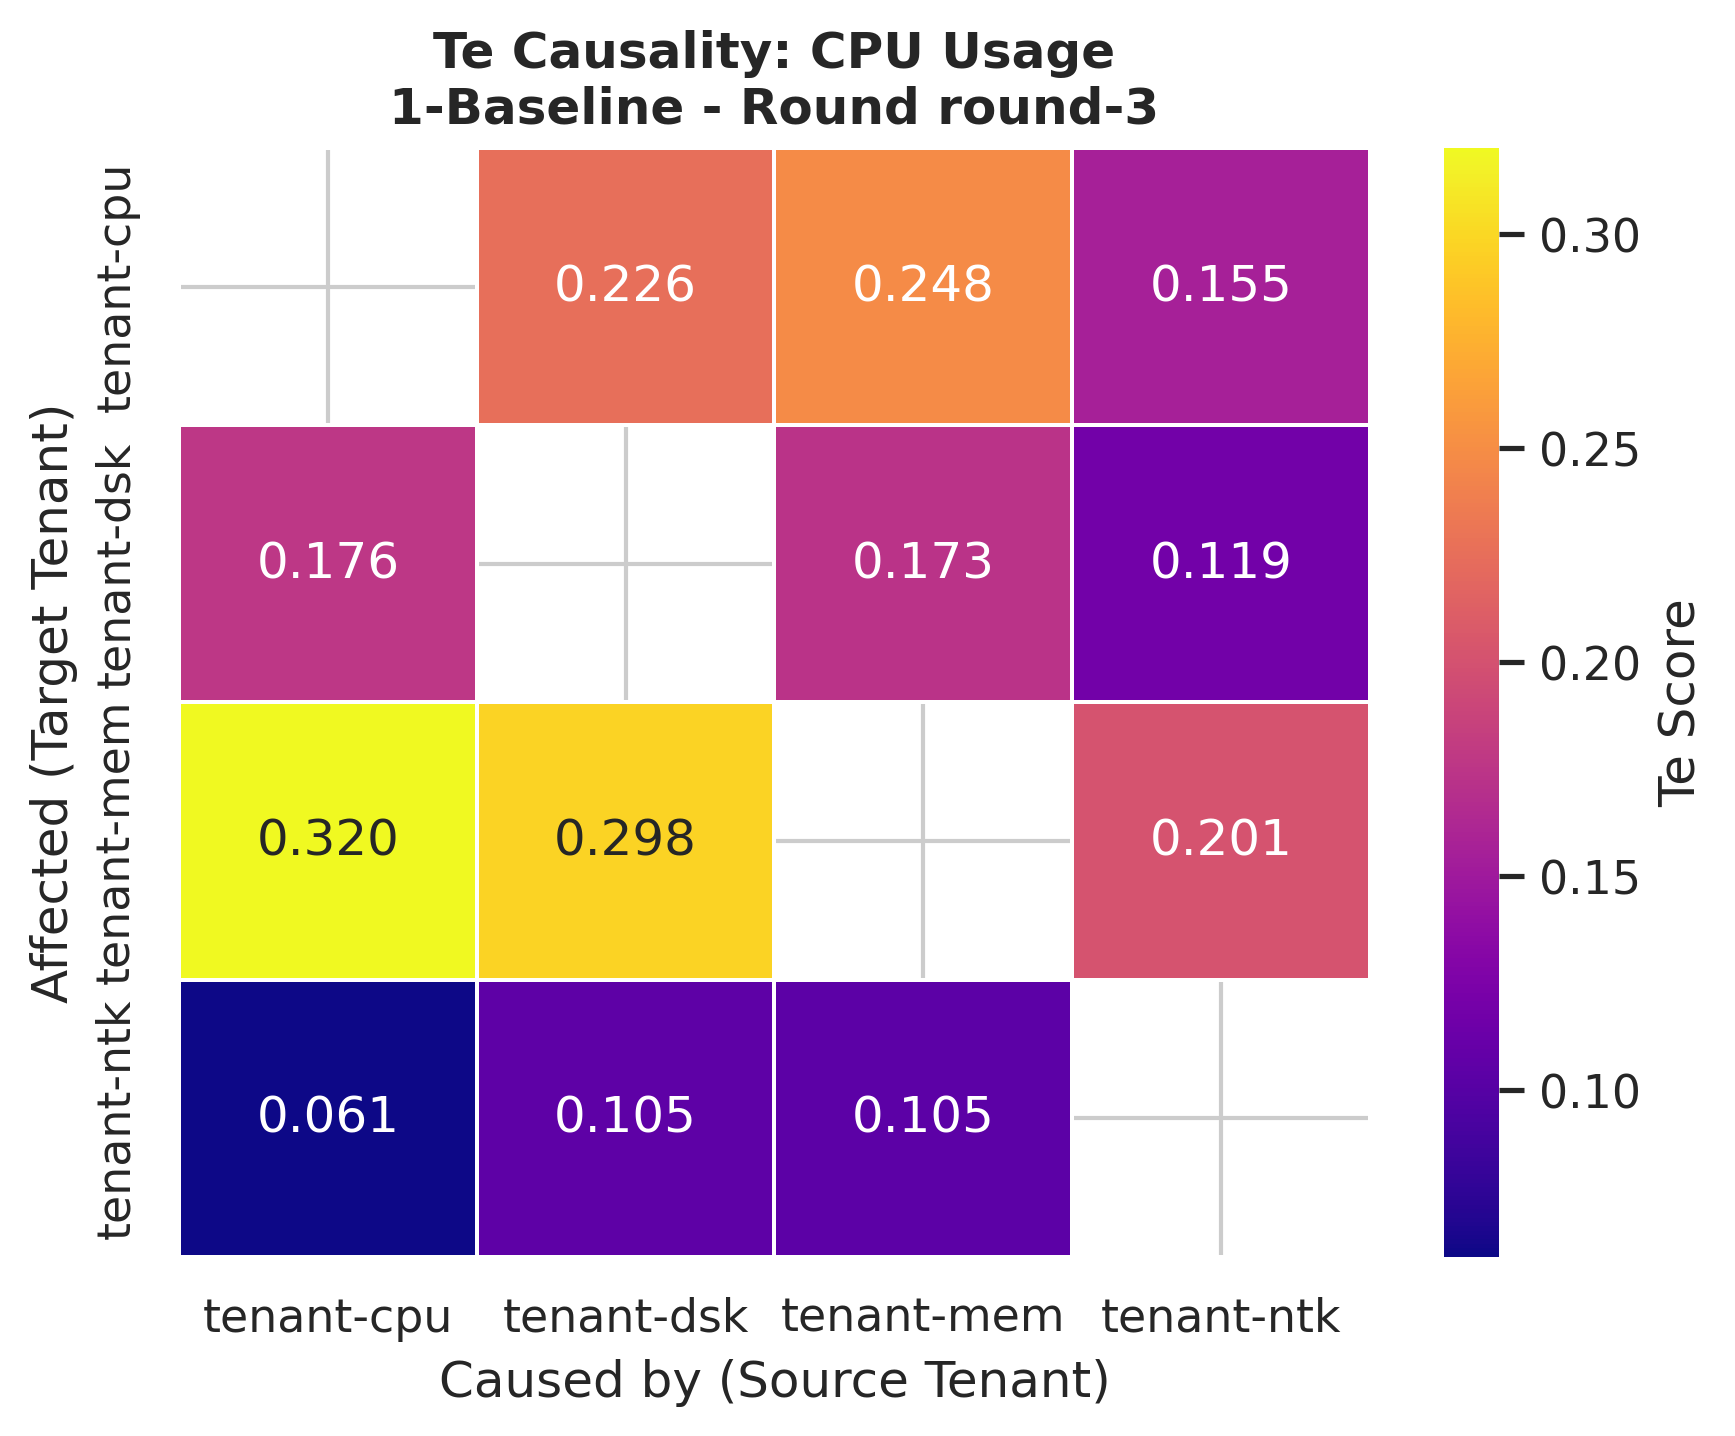 Te Causality: CPU Usage
1-Baseline - Round round-3
Affected (Target Tenant)
tenant-cpu
0.226
0.248
0.155
tenant-dsk
0.176
0.173
0.119
tenant-mem
0.320
0.298
0.201
tenant-ntk
0.061
0.105
0.105
tenant-cpu
tenant-dsk
tenant-mem
tenant-ntk
Caused by (Source Tenant)
0.30
0.25
0.20
0.15
0.10
Te Score